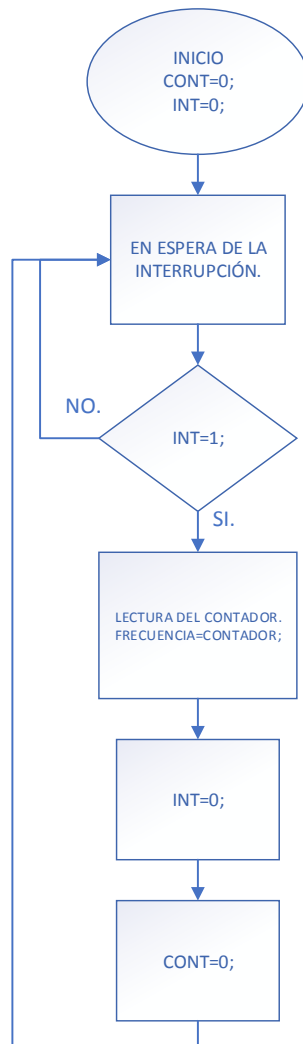 INICIO
CONT=0;
INT=0;
EN ESPERA DE LA
INTERRUPCIÓN.
NO.
INT=1;
SI.
LECTURA DEL CONTADOR.
FRECUENCIA=CONTADOR;
INT=0;
CONT=0;